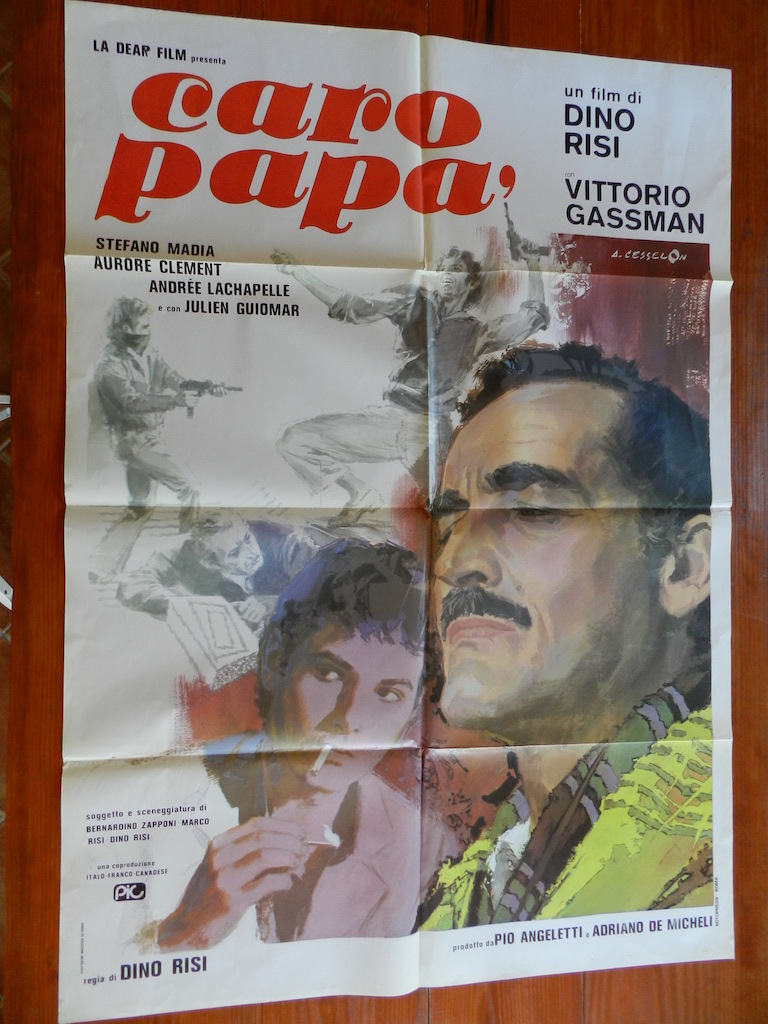 LA DEAR FILM presenta
caro
papa'
un film di
DINO
RISI
con
VITTORIO
GASSMAN
A. CESSELON
STEFANO MADIA
AURORE CLEMENT
ANDRÈE LACHAPELLE
e con JULIEN GUIOMAR
soggetto e sceneggiatura di
BERNARDINO ZAPPONI·MARCO
RISI·DINO RISI
una coproduzione
ITALO-FRANCO-CANADESE
PIC
regia di DINO RISI
prodotto da PIO ANGELETTI e ADRIANO DE MICHELI